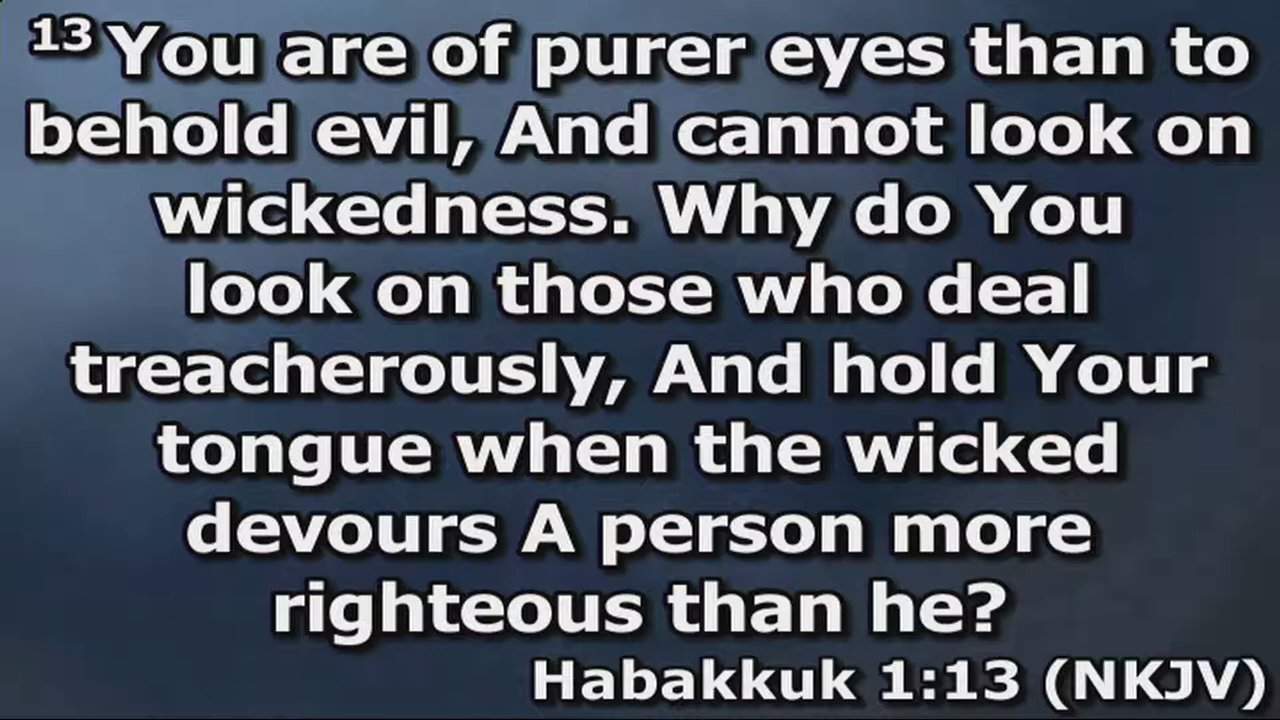 13 You are of purer eyes than to
behold evil, And cannot look on
wickedness. Why do You
look on those who deal
treacherously, And hold Your
tongue when the wicked
devours A person more
righteous than he?
Habakkuk 1:13 (NKJV)